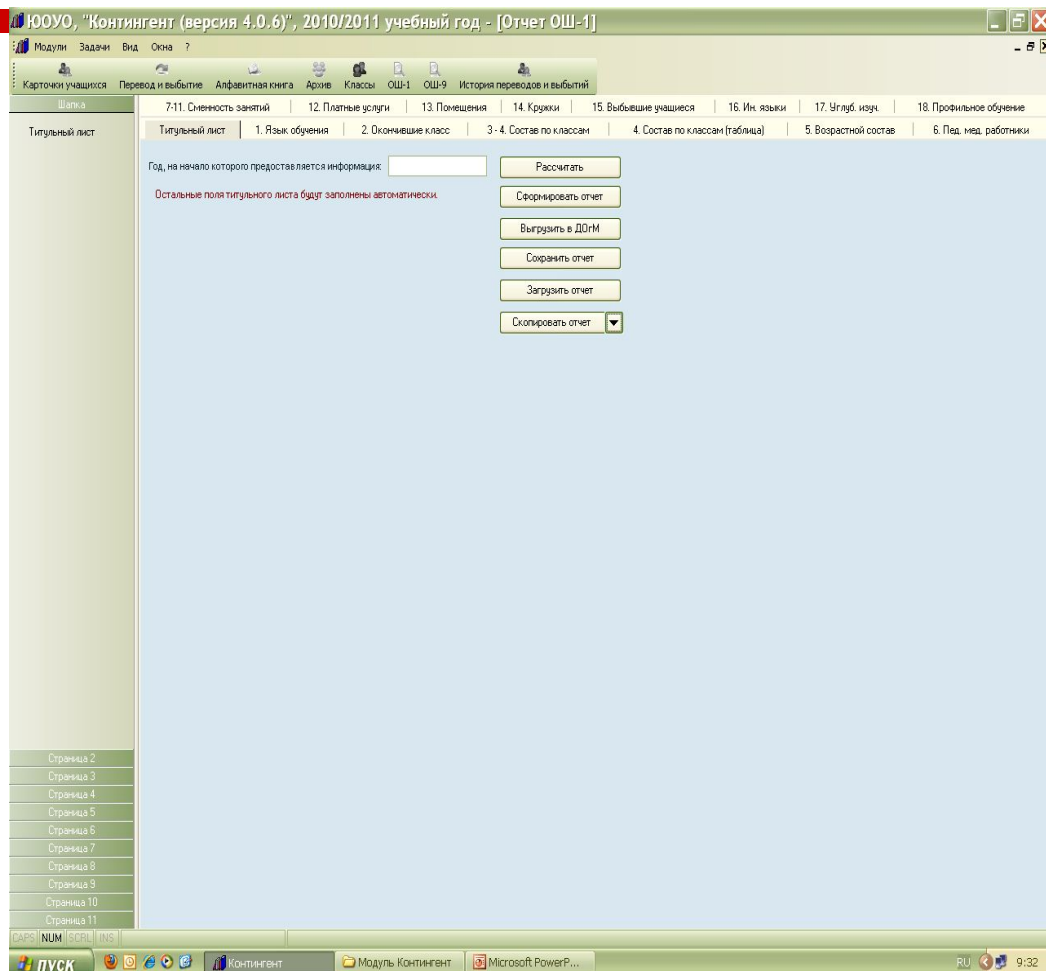 ЮОУО, "Контингент (версия 4.0.6)", 2010/2011 учебный год - [Отчет ОШ-1]
Модули Задачи Вид Окна ?
Карточки учащихся Перевод и выбытие Алфавитная книга Архив Классы ОШ-1 ОШ-9 История переводов и выбытий
Шапка
Титульный лист
7-11. Сменность занятий 12. Платные услуги 13. Помещения 14. Кружки 15. Выбывшие учащиеся 16. Ин. языки 17. Углуб. изуч. 18. Профильное обучение
Титульный лист 1. Язык обучения 2. Окончившие класс 3 - 4. Состав по классам 4. Состав по классам (таблица) 5. Возрастной состав 6. Пед. мед. работники
Год, на начало которого предоставляется информация:
Остальные поля титульного листа будут заполнены автоматически.
Рассчитать
Сформировать отчет
Выгрузить в ДОгМ
Сохранить отчет
Загрузить отчет
Скопировать отчет
Страница 2
Страница 3
Страница 4
Страница 5
Страница 6
Страница 7
Страница 8
Страница 9
Страница 10
Страница 11
CAPS NUM SCRL INS
пуск Контингент Модуль Контингент Microsoft PowerP... RU 9:32